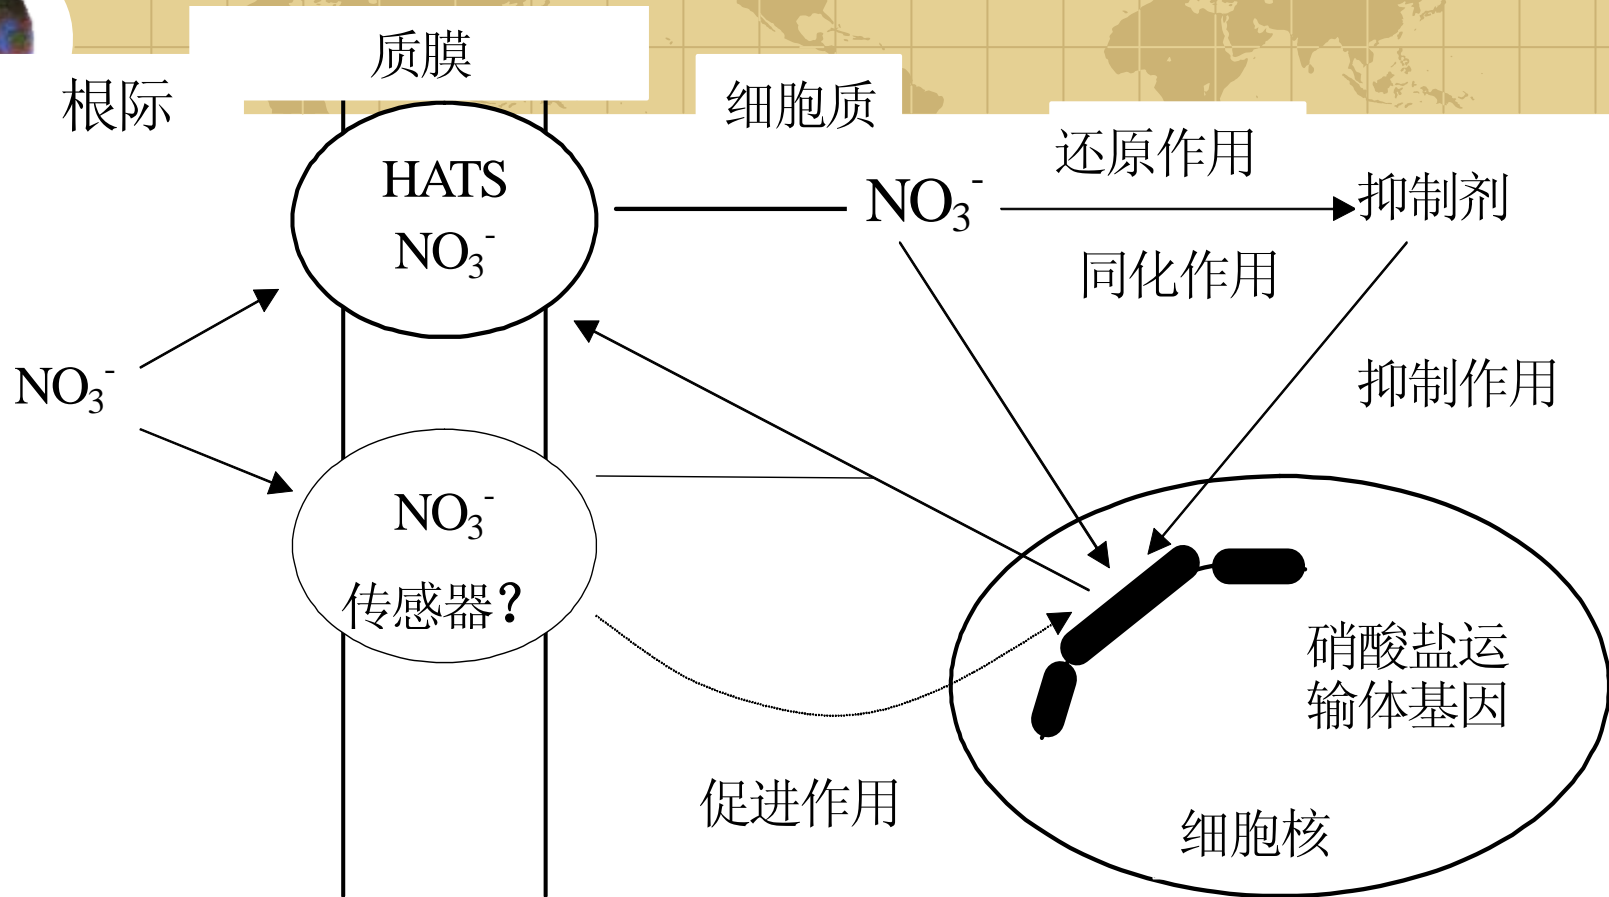 质膜
根际
细胞质
还原作用
HATS
NO₃⁻
NO₃⁻
抑制剂
同化作用
NO₃⁻
抑制作用
NO₃⁻
传感器?
硝酸盐运
输体基因
促进作用
细胞核